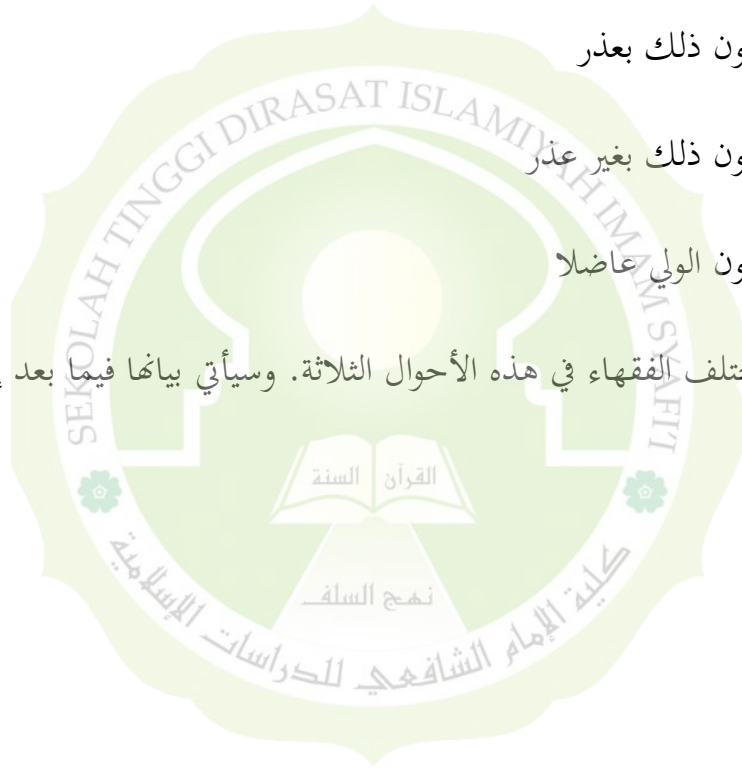 ون ذلك بعذر
ون ذلك بغير عذر
ون الولي عاضلا
ختلف الفقهاء في هذه الأحوال الثلاثة. وسيأتي بيانها فيما بعد
SEKOLAH TINGGI DIRASAT ISLAMIYAH IMAM SYAFI'I
القرآن السنة
نهج السلف
كلية الإمام الشافعي للدراسات الإسلامية